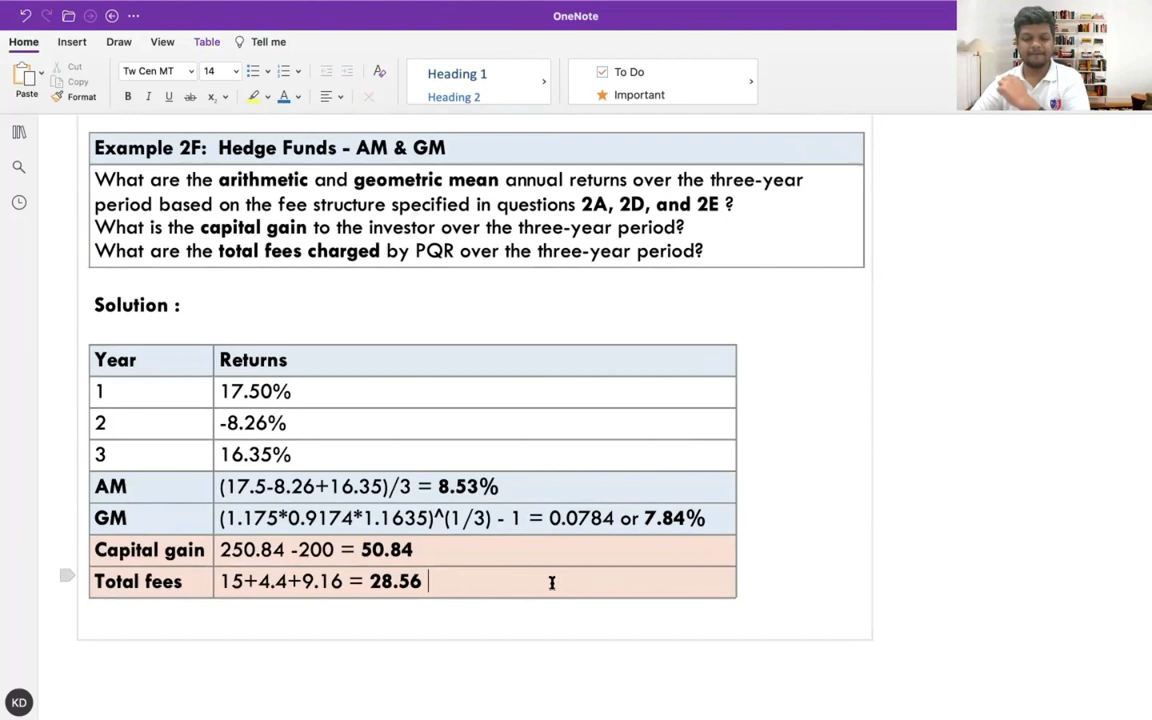 OneNote
Home Insert Draw View Table Tell me
Paste
Cut
Copy
Format
Tw Cen MT 14
B I U ab x₂ A
Heading 1
Heading 2
To Do
Important
Example 2F: Hedge Funds - AM & GM
What are the arithmetic and geometric mean annual returns over the three-year
period based on the fee structure specified in questions 2A, 2D, and 2E ?
What is the capital gain to the investor over the three-year period?
What are the total fees charged by PQR over the three-year period?
Solution :
Year Returns
1 17.50%
2 -8.26%
3 16.35%
AM (17.5-8.26+16.35)/3 = 8.53%
GM (1.175*0.9174*1.1635)^(1/3) - 1 = 0.0784 or 7.84%
Capital gain 250.84 -200 = 50.84
Total fees 15+4.4+9.16 = 28.56
KD